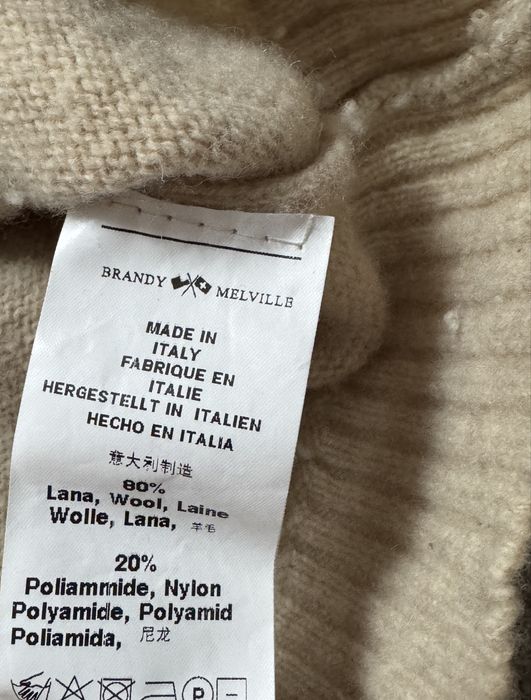 BRANDY MELVILLE
MADE IN
ITALY
FABRIQUE EN
ITALIE
HERGESTELLT IN ITALIEN
HECHO EN ITALIA
意大利制造
80%
Lana, Wool, Laine
Wolle, Lana, 羊毛
20%
Poliammide, Nylon
Polyamide, Polyamid
Poliamida, 尼龙
P